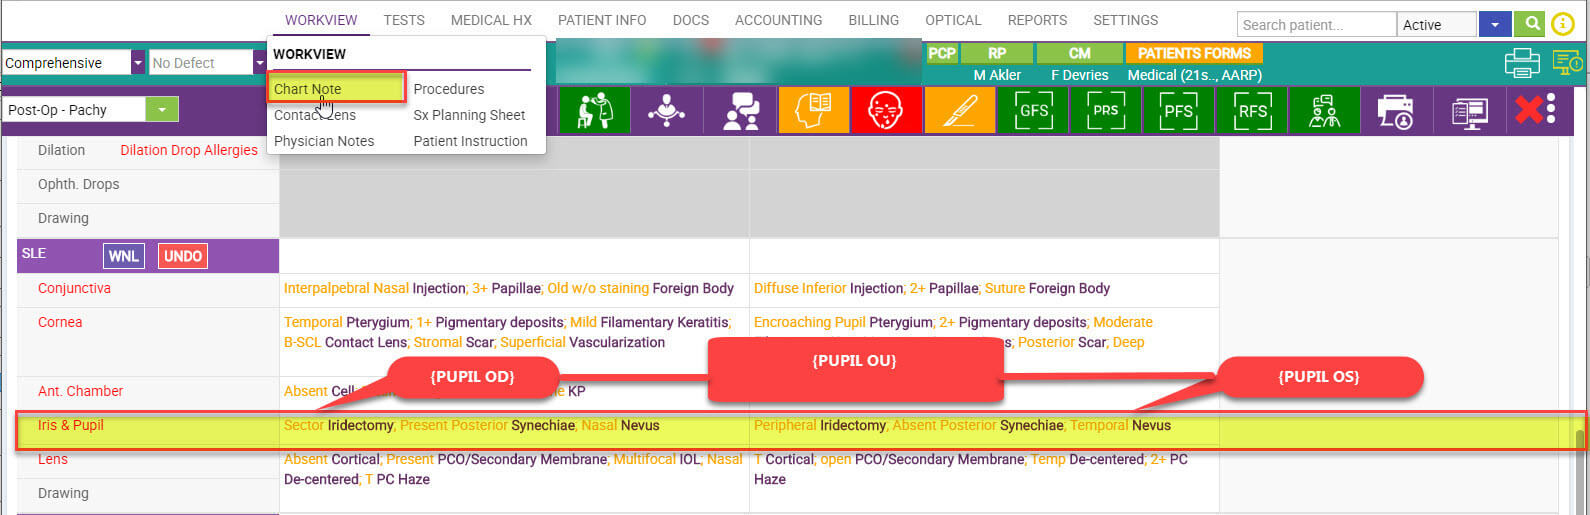 WORKVIEW TESTS MEDICAL HX PATIENT INFO DOCS ACCOUNTING BILLING OPTICAL REPORTS SETTINGS Search patient... Active
WORKVIEW
Chart Note Procedures
Contact Lens Sx Planning Sheet
Physician Notes Patient Instruction
Comprehensive No Defect PCP RP CM PATIENTS FORMS
M Akler F Devries Medical (21s.., AARP)
Post-Op - Pachy GFS PRS PFS RFS
Dilation Dilation Drop Allergies
Ophth. Drops
Drawing
SLE WNL UNDO
Conjunctiva Interpalpebral Nasal Injection; 3+ Papillae; Old w/o staining Foreign Body Diffuse Inferior Injection; 2+ Papillae; Suture Foreign Body
Cornea Temporal Pterygium; 1+ Pigmentary deposits; Mild Filamentary Keratitis; Encroaching Pupil Pterygium; 2+ Pigmentary deposits; Moderate
B-SCL Contact Lens; Stromal Scar; Superficial Vascularization Posterior Scar; Deep
{PUPIL OD} {PUPIL OU} {PUPIL OS}
Ant. Chamber Absent Cell KP
Iris & Pupil Sector Iridectomy; Present Posterior Synechiae; Nasal Nevus Peripheral Iridectomy; Absent Posterior Synechiae; Temporal Nevus
Lens Absent Cortical; Present PCO/Secondary Membrane; Multifocal IOL; Nasal T Cortical; open PCO/Secondary Membrane; Temp De-centered; 2+ PC
De-centered; T PC Haze Haze
Drawing